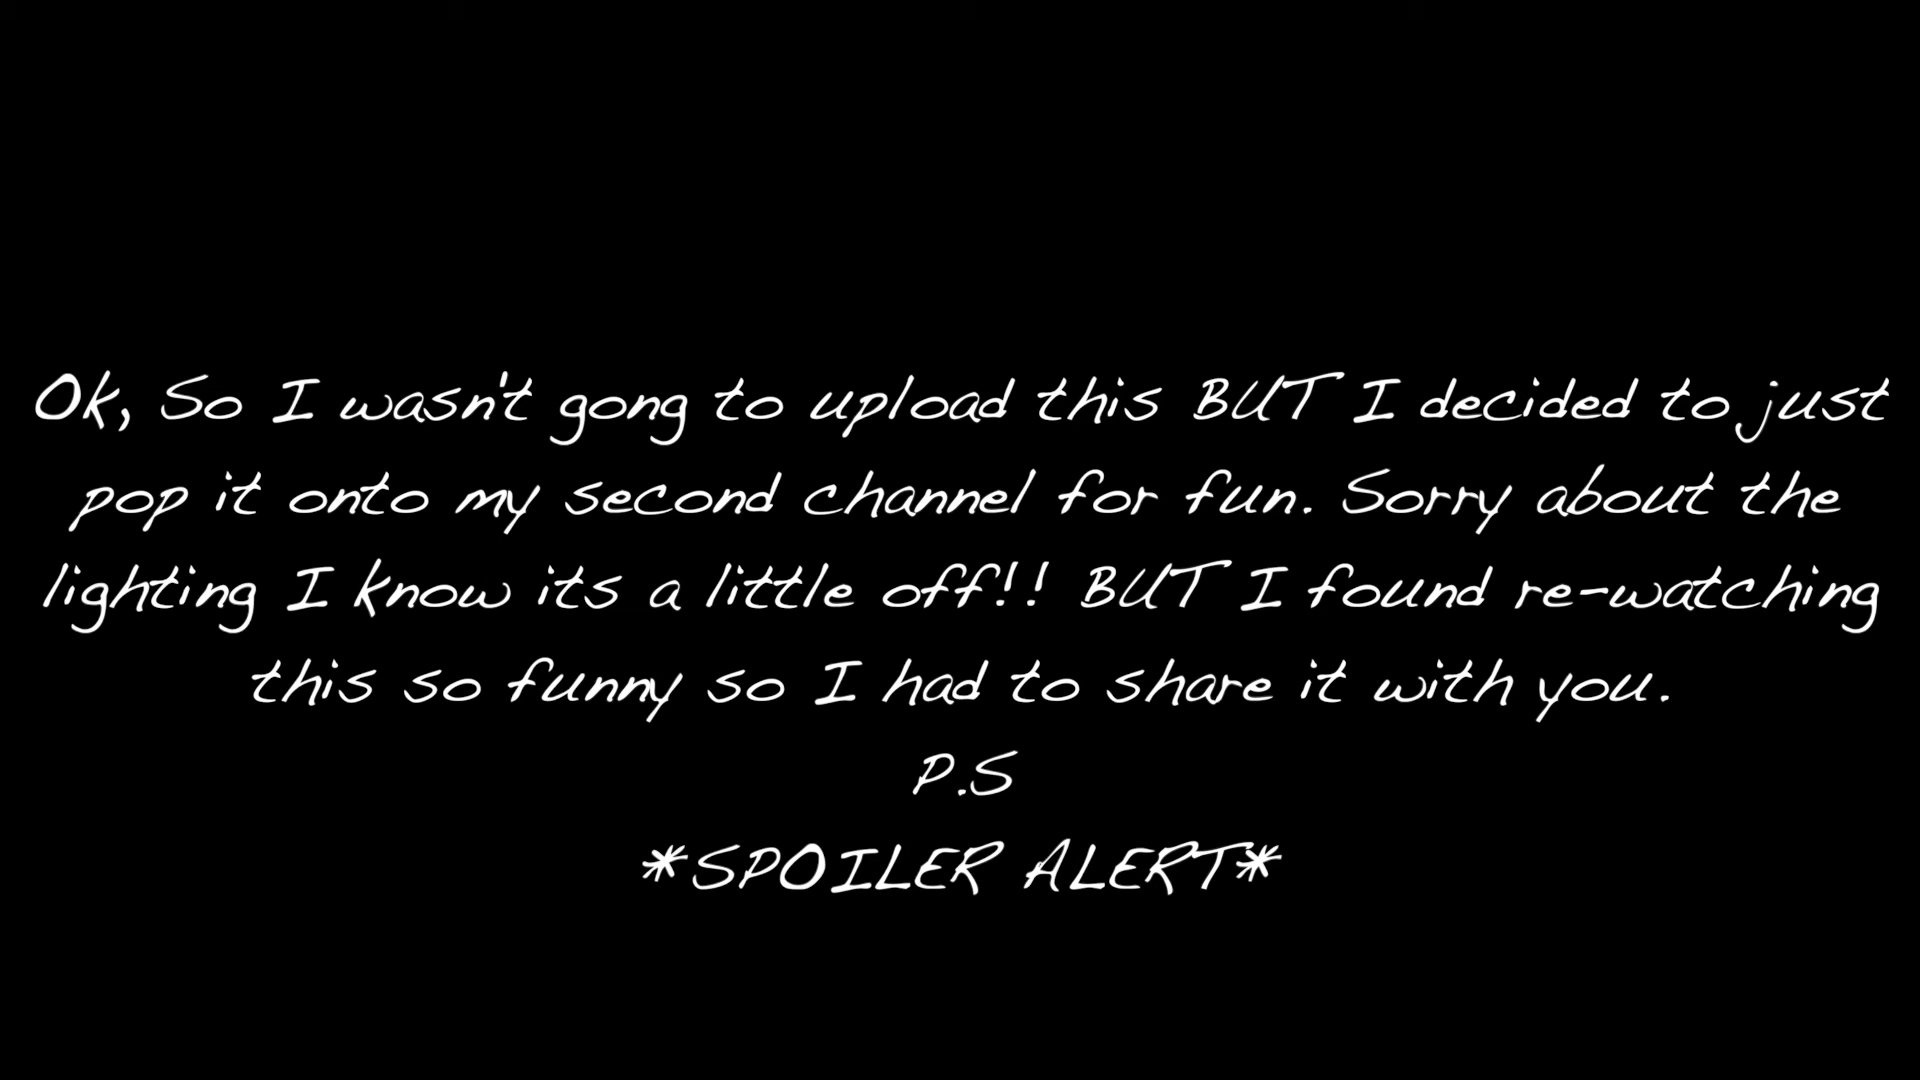 Ok, So I wasn't gong to upload this BUT I decided to just
pop it onto my second channel for fun. Sorry about the
lighting I know its a little off!! BUT I found re-watching
this so funny so I had to share it with you.
P.S
*SPOILER ALERT*